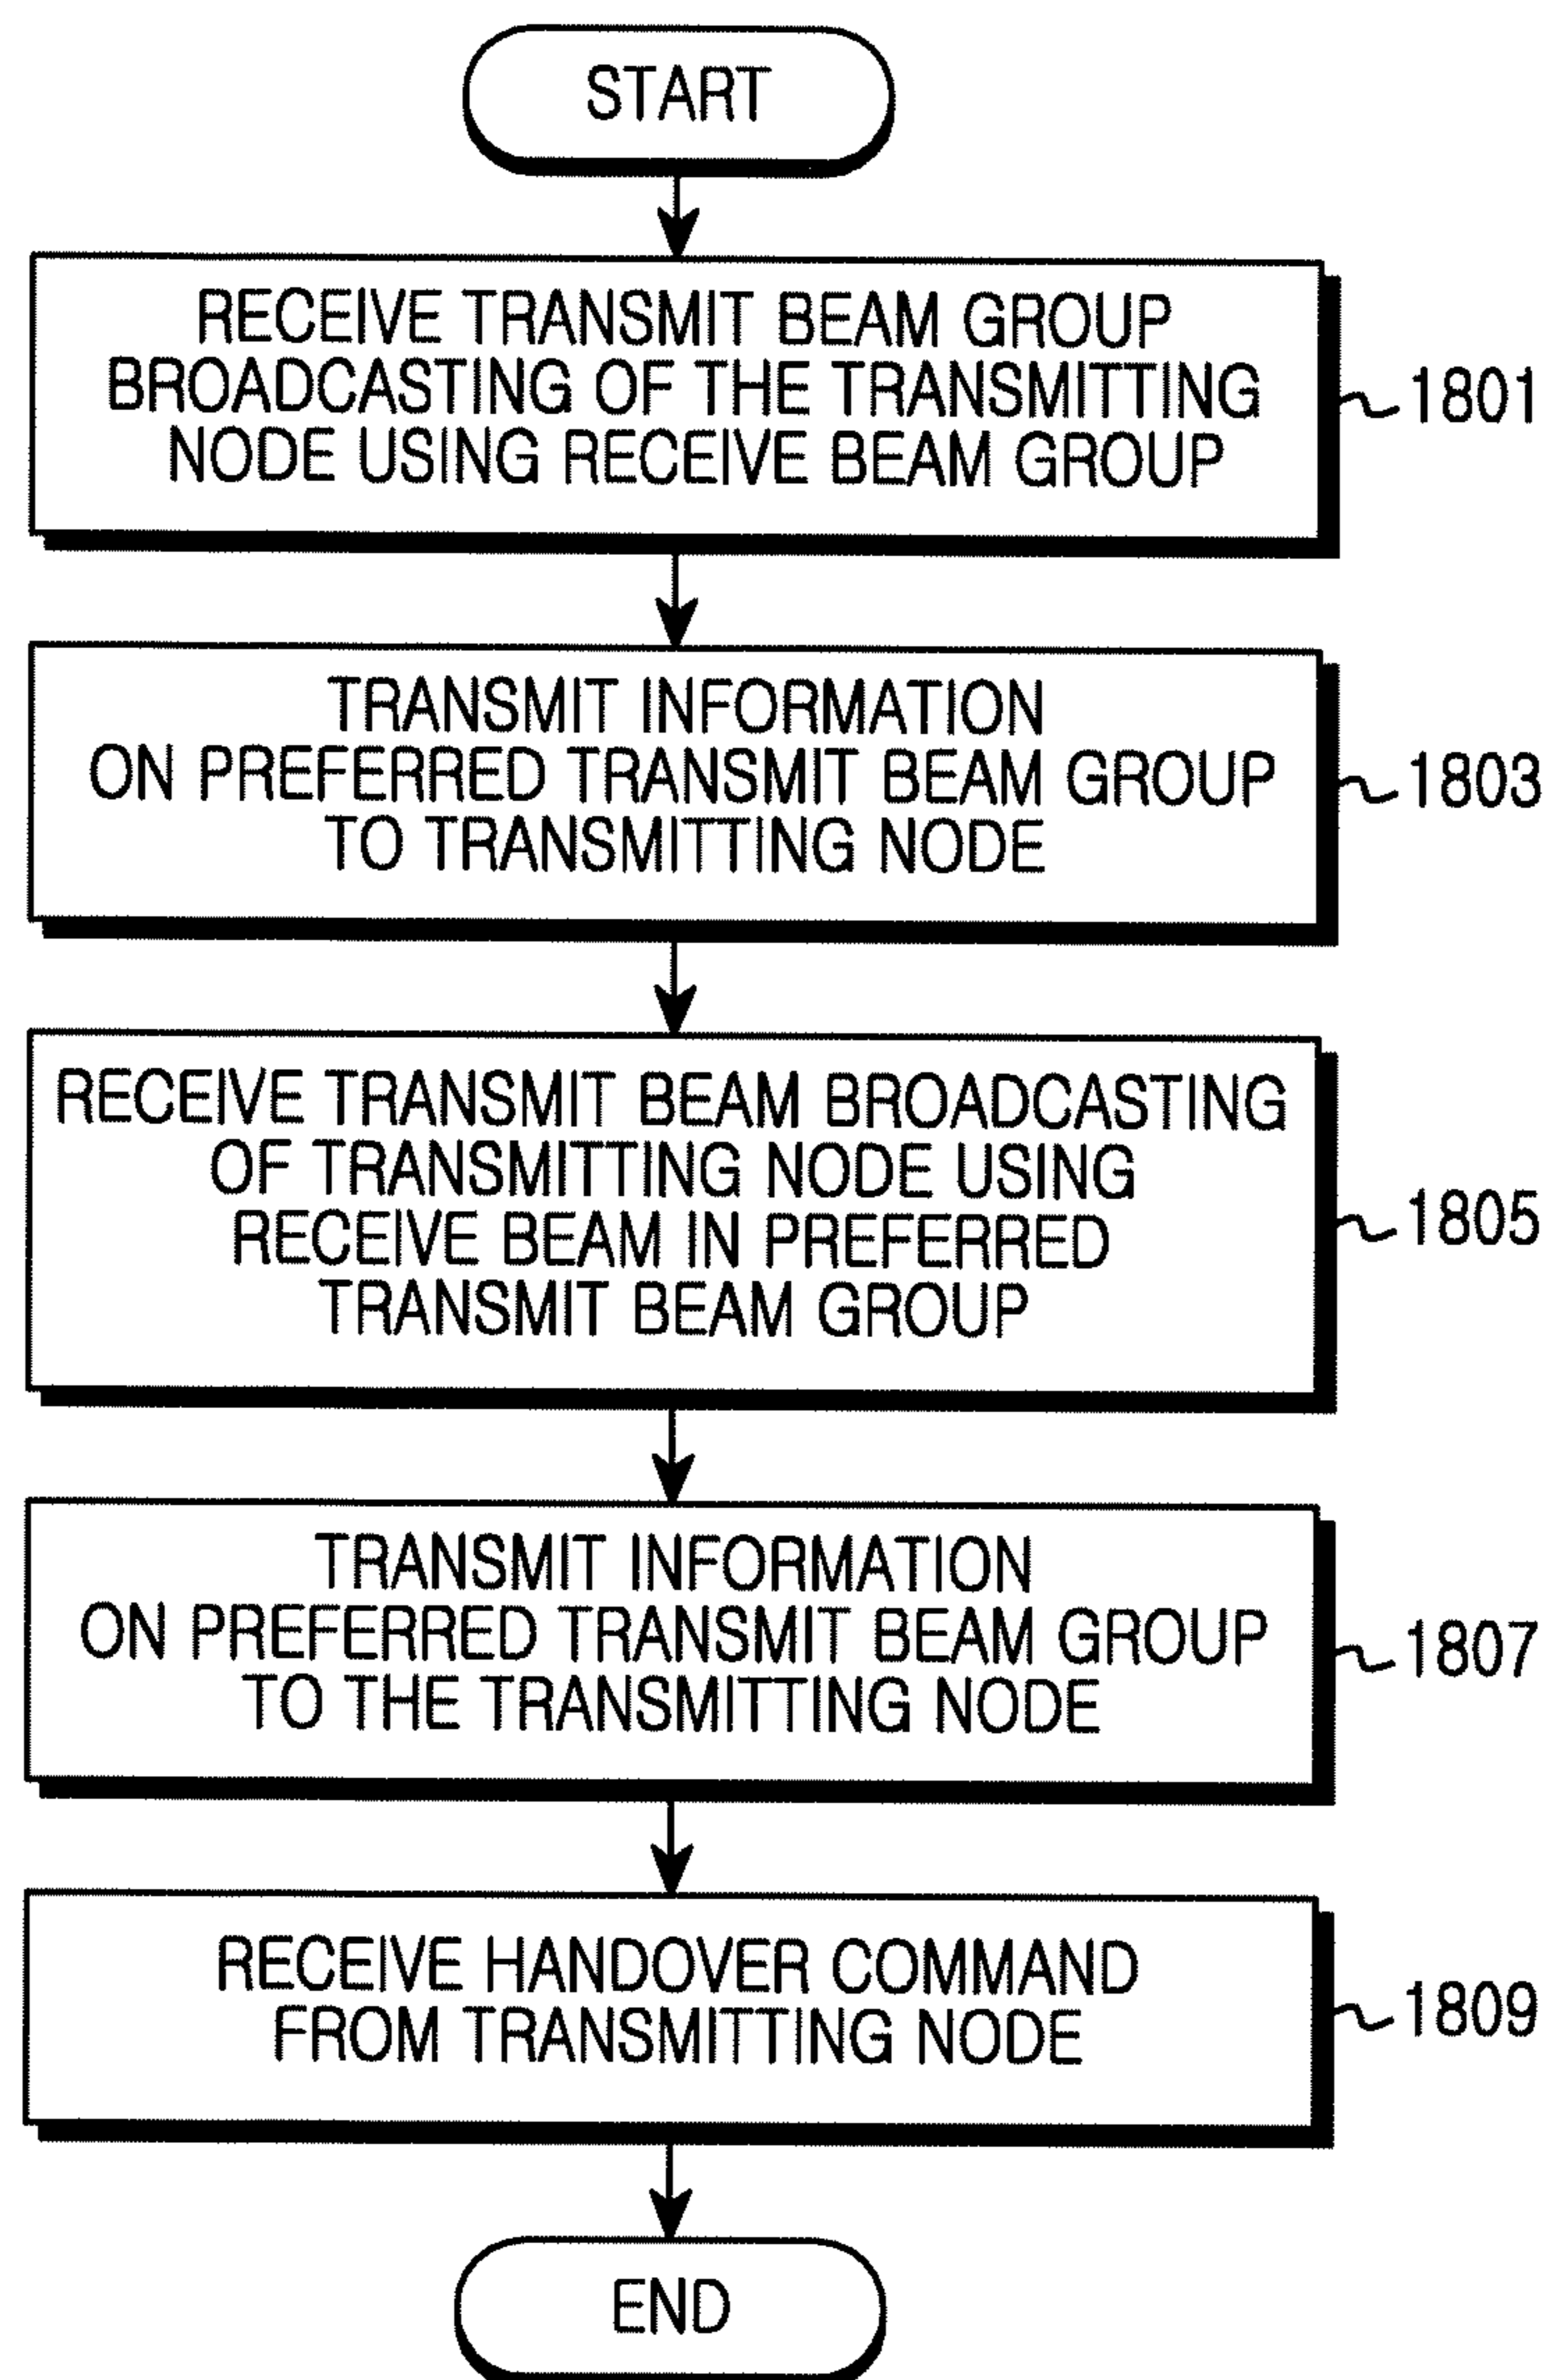 START
RECEIVE TRANSMIT BEAM GROUP
BROADCASTING OF THE TRANSMITTING
NODE USING RECEIVE BEAM GROUP
1801
TRANSMIT INFORMATION
ON PREFERRED TRANSMIT BEAM GROUP
TO TRANSMITTING NODE
1803
RECEIVE TRANSMIT BEAM BROADCASTING
OF TRANSMITTING NODE USING
RECEIVE BEAM IN PREFERRED
TRANSMIT BEAM GROUP
1805
TRANSMIT INFORMATION
ON PREFERRED TRANSMIT BEAM GROUP
TO THE TRANSMITTING NODE
1807
RECEIVE HANDOVER COMMAND
FROM TRANSMITTING NODE
1809
END